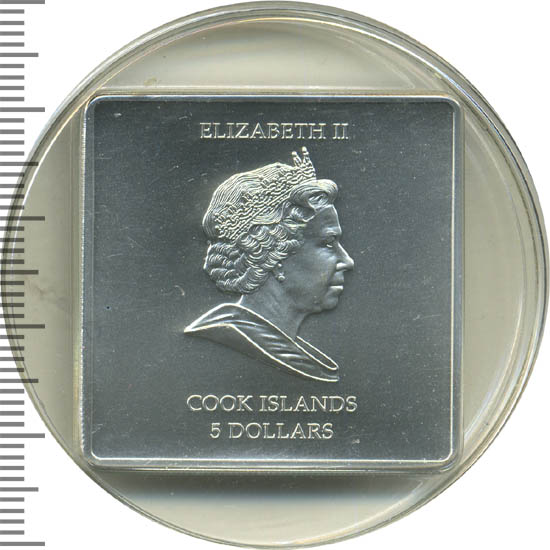 ELIZABETH II
COOK ISLANDS
5 DOLLARS